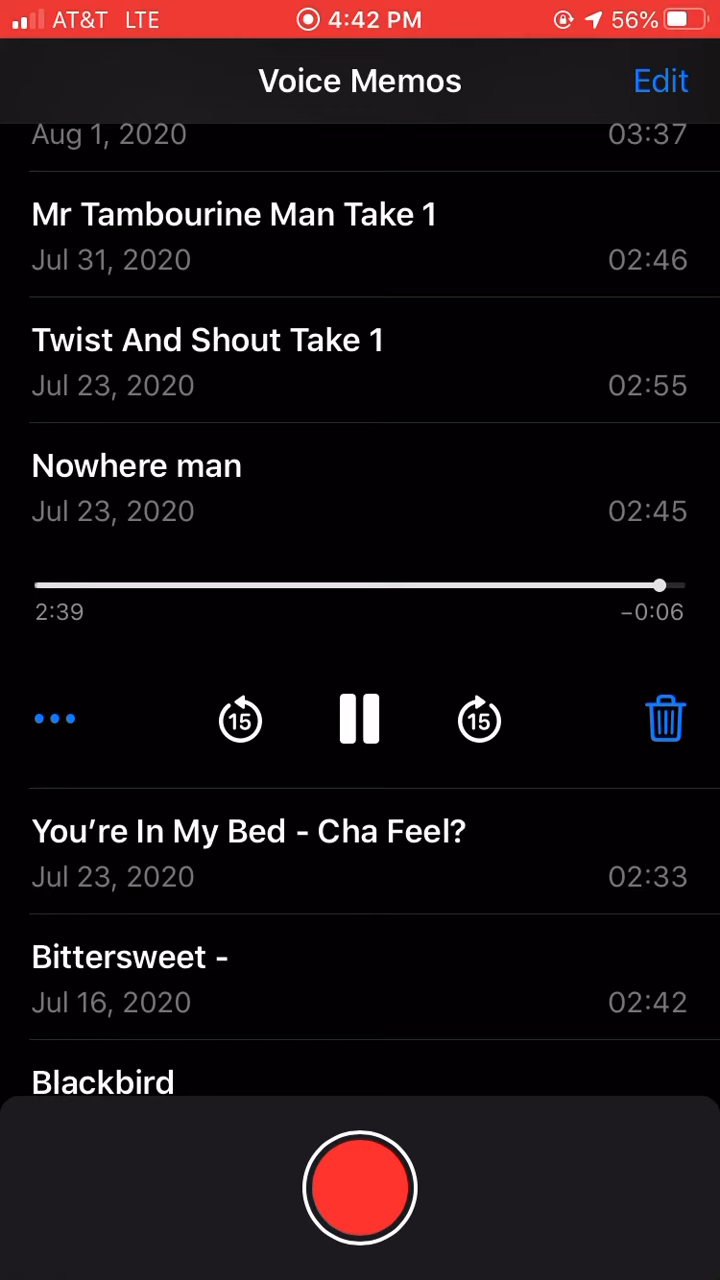 AT&T LTE 4:42 PM 56%
Voice Memos Edit
Aug 1, 2020 03:37
Mr Tambourine Man Take 1
Jul 31, 2020 02:46
Twist And Shout Take 1
Jul 23, 2020 02:55
Nowhere man
Jul 23, 2020 02:45
2:39 −0:06
15 15
You’re In My Bed - Cha Feel?
Jul 23, 2020 02:33
Bittersweet -
Jul 16, 2020 02:42
Blackbird